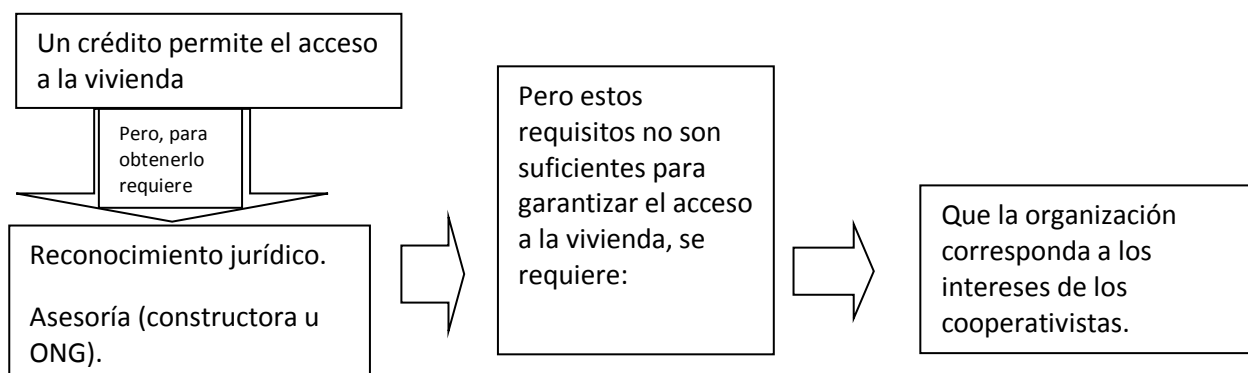 Un crédito permite el acceso
a la vivienda
Pero, para
obtenerlo
requiere
Reconocimiento jurídico.
Asesoría (constructora u
ONG).
Pero estos
requisitos no son
suficientes para
garantizar el acceso
a la vivienda, se
requiere:
Que la organización
corresponda a los
intereses de los
cooperativistas.